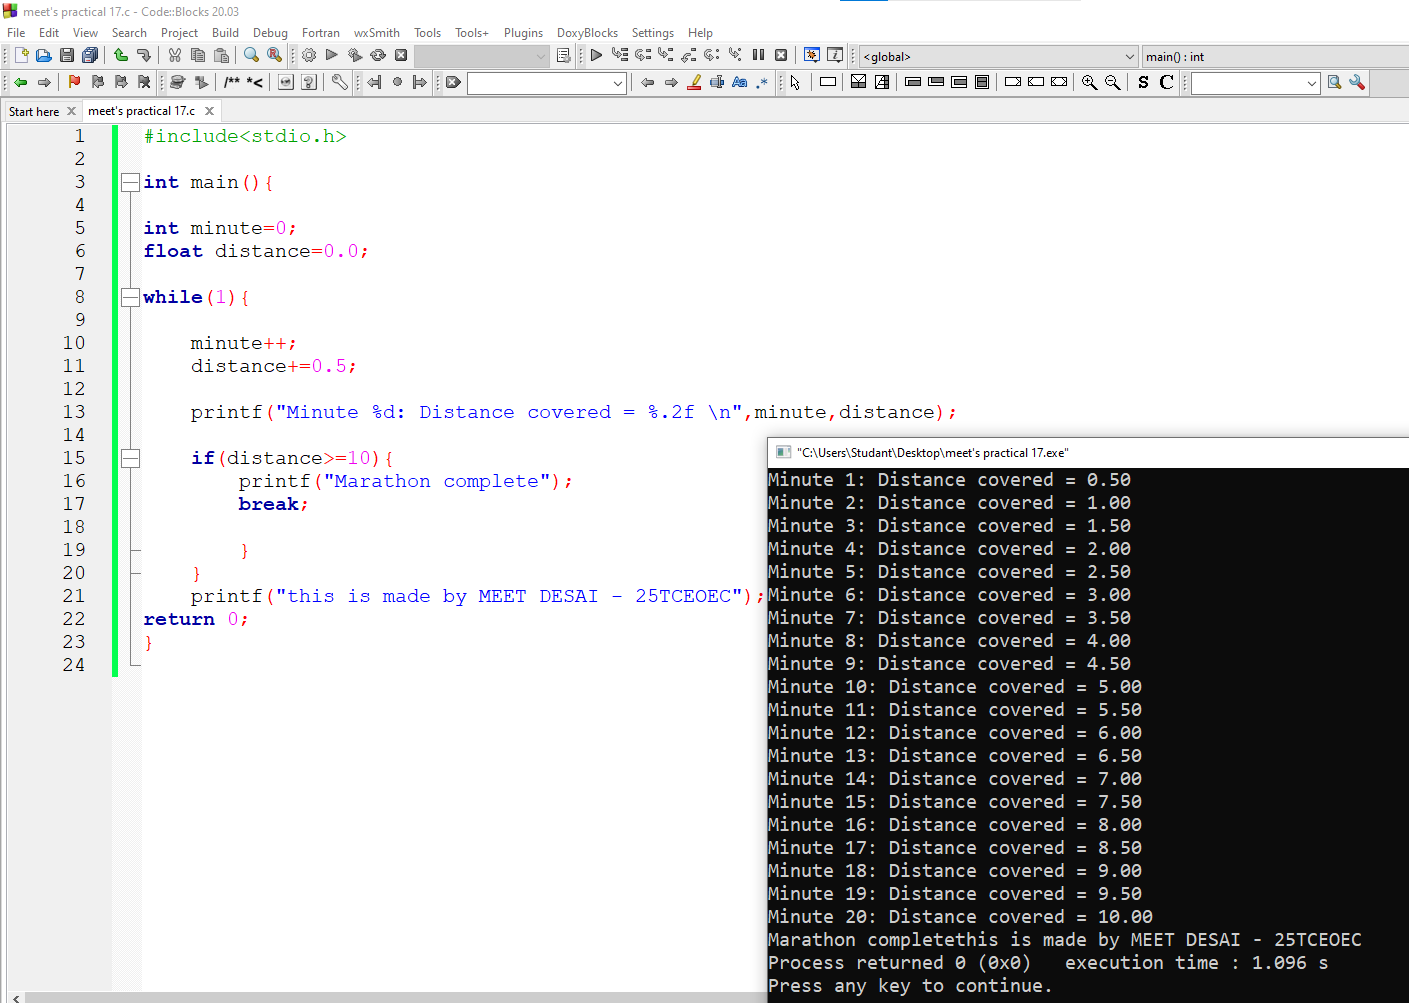 meet's practical 17.c - Code::Blocks 20.03
File Edit View Search Project Build Debug Fortran wxSmith Tools Tools+ Plugins DoxyBlocks Settings Help
<global> main() : int
/** *< Aa .* S C
Start here meet's practical 17.c
1 #include<stdio.h>
2
3 int main(){
4
5 int minute=0;
6 float distance=0.0;
7
8 while(1){
9
10 minute++;
11 distance+=0.5;
12
13 printf("Minute %d: Distance covered = %.2f \n",minute,distance);
14
15 if(distance>=10){
16 printf("Marathon complete");
17 break;
18
19 }
20 }
21 printf("this is made by MEET DESAI - 25TCEOEC");
22 return 0;
23 }
24
"C:\Users\Studant\Desktop\meet's practical 17.exe"
Minute 1: Distance covered = 0.50
Minute 2: Distance covered = 1.00
Minute 3: Distance covered = 1.50
Minute 4: Distance covered = 2.00
Minute 5: Distance covered = 2.50
Minute 6: Distance covered = 3.00
Minute 7: Distance covered = 3.50
Minute 8: Distance covered = 4.00
Minute 9: Distance covered = 4.50
Minute 10: Distance covered = 5.00
Minute 11: Distance covered = 5.50
Minute 12: Distance covered = 6.00
Minute 13: Distance covered = 6.50
Minute 14: Distance covered = 7.00
Minute 15: Distance covered = 7.50
Minute 16: Distance covered = 8.00
Minute 17: Distance covered = 8.50
Minute 18: Distance covered = 9.00
Minute 19: Distance covered = 9.50
Minute 20: Distance covered = 10.00
Marathon completethis is made by MEET DESAI - 25TCEOEC
Process returned 0 (0x0)   execution time : 1.096 s
Press any key to continue.